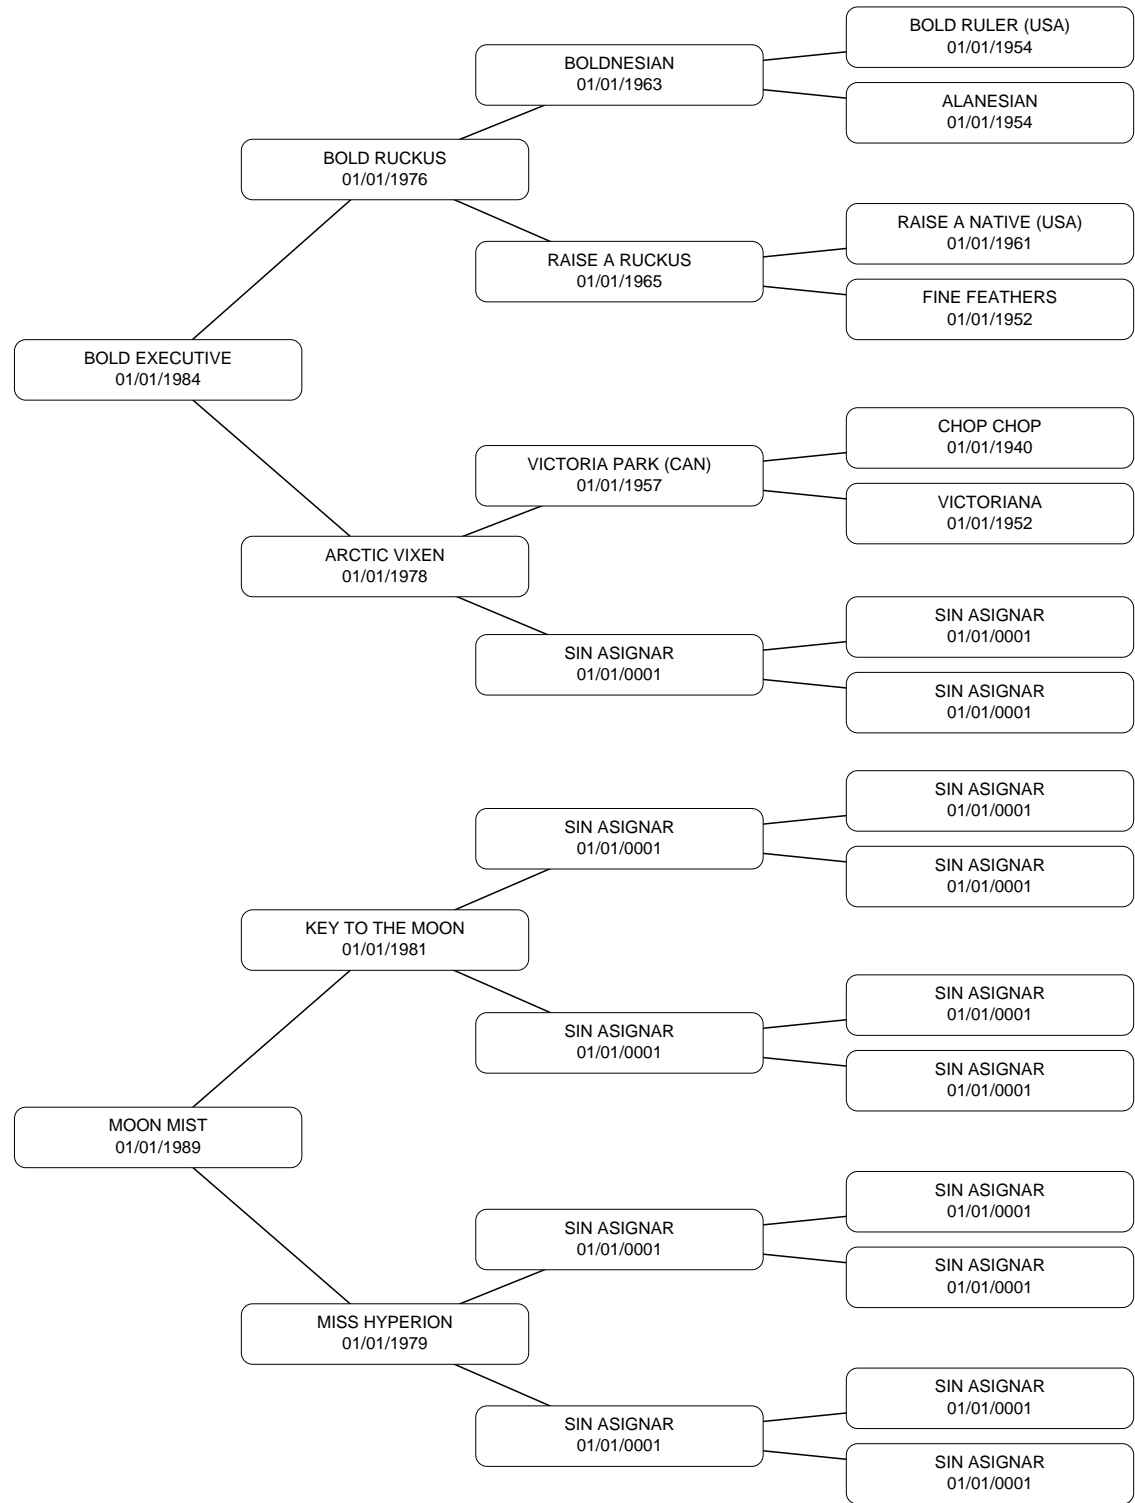 BOLD RULER (USA)
01/01/1954
BOLDNESIAN
01/01/1963
ALANESIAN
01/01/1954
BOLD RUCKUS
01/01/1976
RAISE A NATIVE (USA)
01/01/1961
RAISE A RUCKUS
01/01/1965
FINE FEATHERS
01/01/1952
BOLD EXECUTIVE
01/01/1984
CHOP CHOP
01/01/1940
VICTORIA PARK (CAN)
01/01/1957
VICTORIANA
01/01/1952
ARCTIC VIXEN
01/01/1978
SIN ASIGNAR
01/01/0001
SIN ASIGNAR
01/01/0001
SIN ASIGNAR
01/01/0001
SIN ASIGNAR
01/01/0001
SIN ASIGNAR
01/01/0001
SIN ASIGNAR
01/01/0001
KEY TO THE MOON
01/01/1981
SIN ASIGNAR
01/01/0001
SIN ASIGNAR
01/01/0001
SIN ASIGNAR
01/01/0001
MOON MIST
01/01/1989
SIN ASIGNAR
01/01/0001
SIN ASIGNAR
01/01/0001
SIN ASIGNAR
01/01/0001
MISS HYPERION
01/01/1979
SIN ASIGNAR
01/01/0001
SIN ASIGNAR
01/01/0001
SIN ASIGNAR
01/01/0001